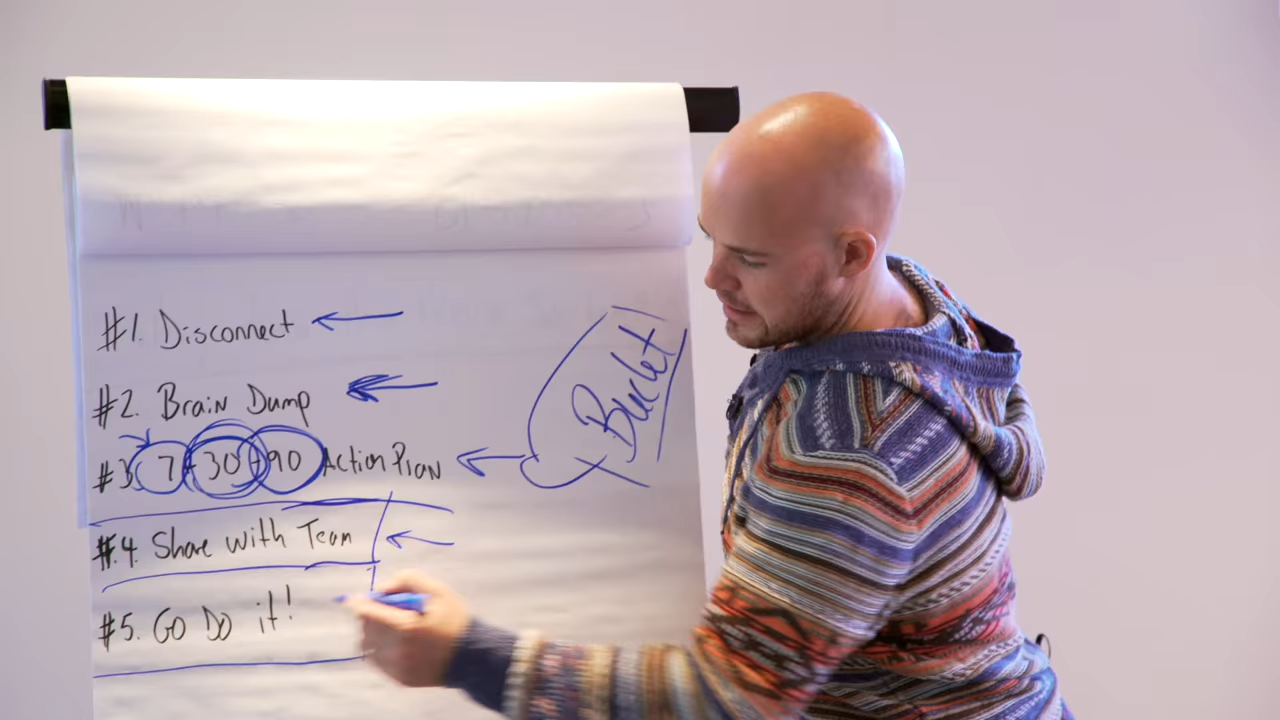 #1. Disconnect
#2. Brain Dump
#3 7+30+90 Action Plan
Bucket
#4. Share with Team
#5. Go Do it!